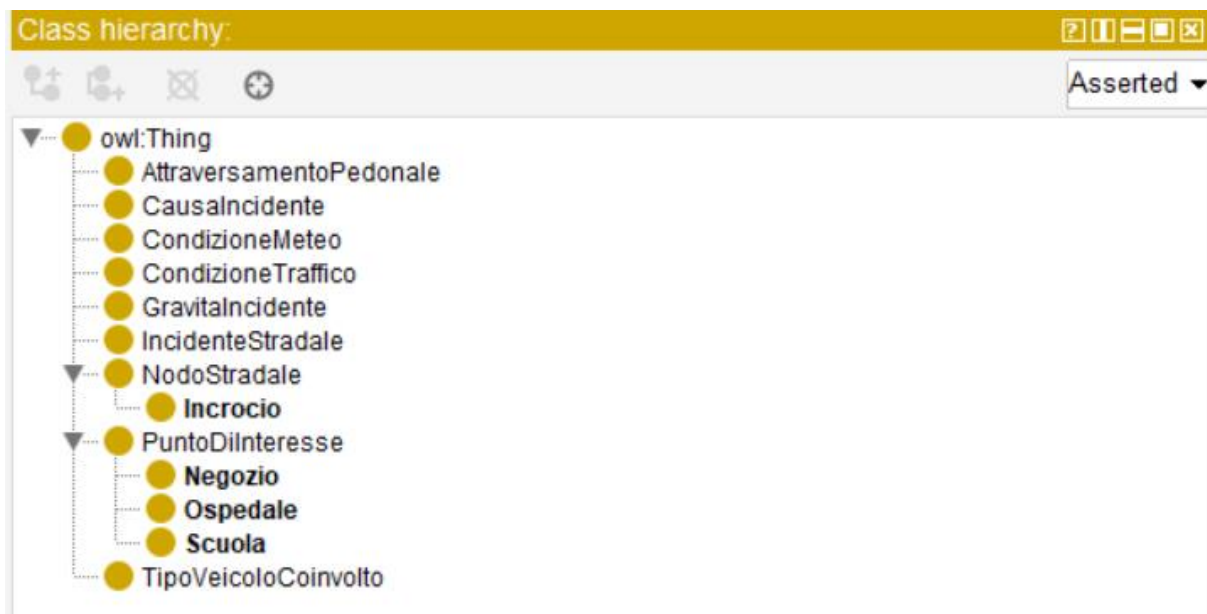 Class hierarchy:
Asserted
owl:Thing
AttraversamentoPedonale
CausaIncidente
CondizioneMeteo
CondizioneTraffico
GravitaIncidente
IncidenteStradale
NodoStradale
Incrocio
PuntoDiInteresse
Negozio
Ospedale
Scuola
TipoVeicoloCoinvolto